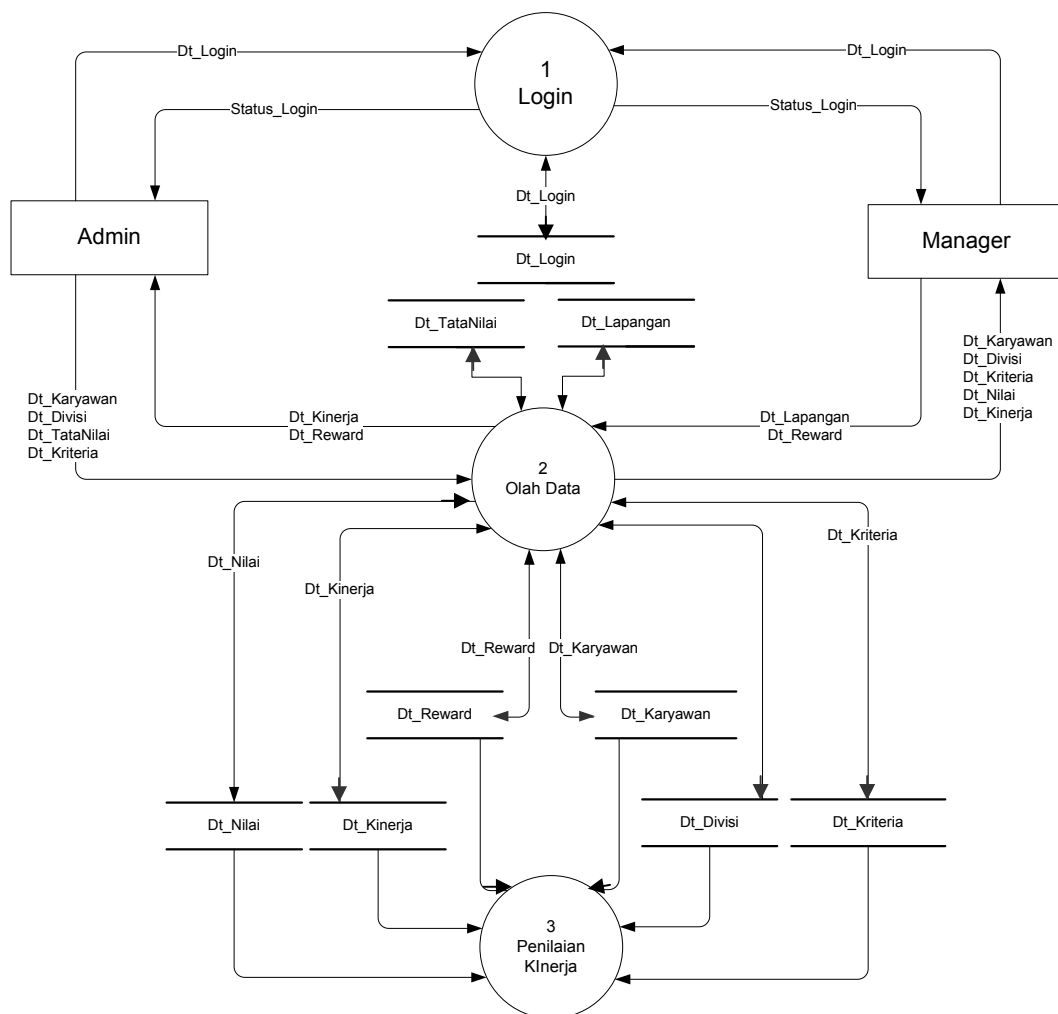 Dt_Login
Dt_Login
1
Login
Status_Login
Status_Login
Dt_Login
Admin
Manager
Dt_Login
Dt_TataNilai
Dt_Lapangan
Dt_Karyawan
Dt_Divisi
Dt_Kriteria
Dt_Nilai
Dt_Kinerja
Dt_Karyawan
Dt_Divisi
Dt_TataNilai
Dt_Kriteria
Dt_Kinerja
Dt_Reward
Dt_Lapangan
Dt_Reward
2
Olah Data
Dt_Nilai
Dt_Kinerja
Dt_Kriteria
Dt_Reward
Dt_Karyawan
Dt_Reward
Dt_Karyawan
Dt_Nilai
Dt_Kinerja
Dt_Divisi
Dt_Kriteria
3
Penilaian
KInerja